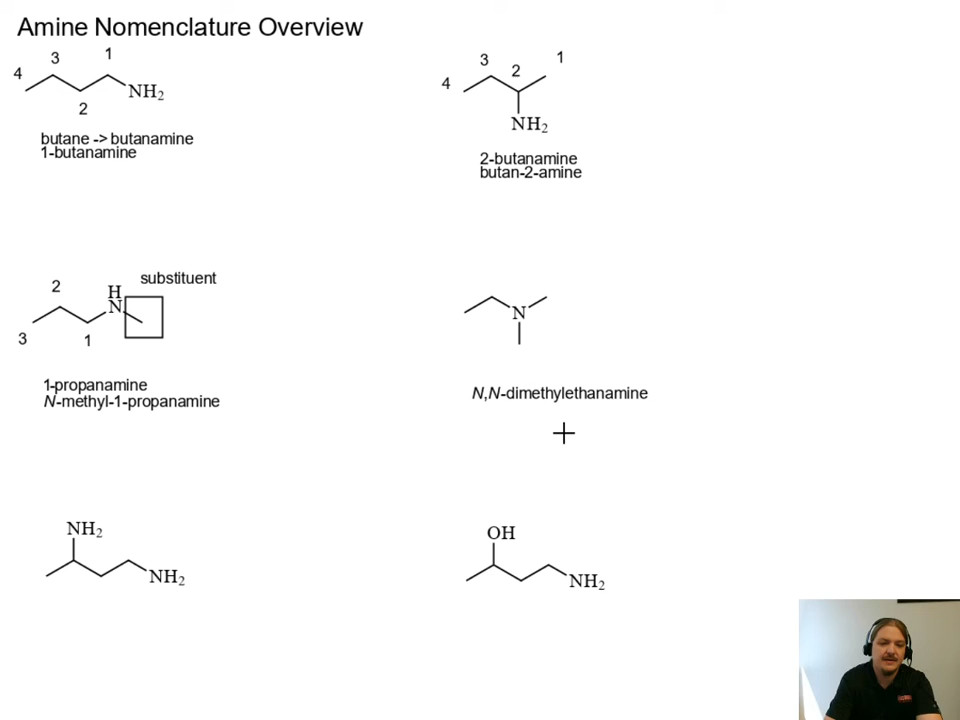 Amine Nomenclature Overview
4
3
1
2
NH₂
butane -> butanamine
1-butanamine
4
3
2
1
NH₂
2-butanamine
butan-2-amine
substituent
2
H
N
3
1
1-propanamine
N-methyl-1-propanamine
N
N,N-dimethylethanamine
NH₂
NH₂
OH
NH₂